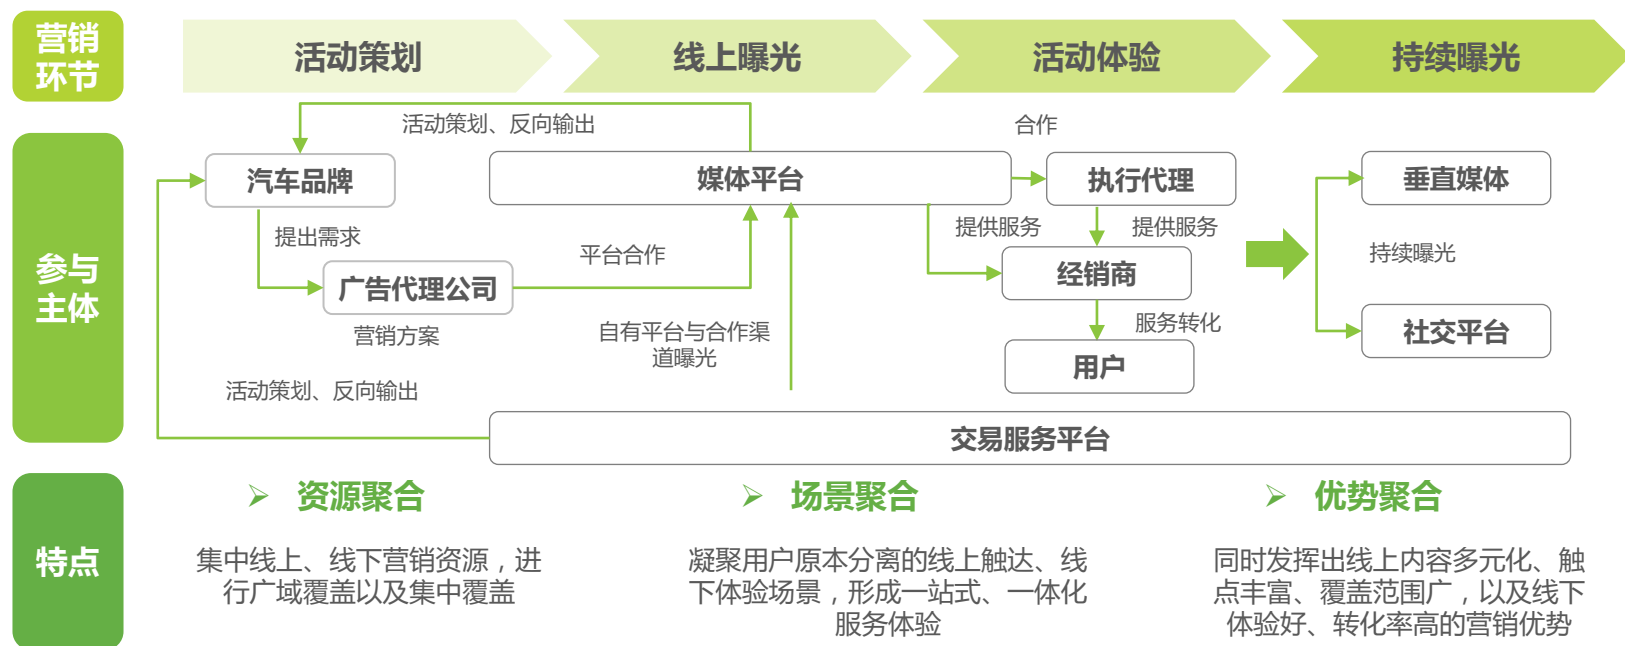 营销
环节
活动策划
线上曝光
活动体验
持续曝光
参与
主体
活动策划、反向输出
合作
汽车品牌
媒体平台
执行代理
垂直媒体
提出需求
平台合作
提供服务
提供服务
持续曝光
广告代理公司
经销商
营销方案
自有平台与合作渠
道曝光
服务转化
社交平台
用户
活动策划、反向输出
交易服务平台
特点
资源聚合
集中线上、线下营销资源，进
行广域覆盖以及集中覆盖
场景聚合
凝聚用户原本分离的线上触达、线
下体验场景，形成一站式、一体化
服务体验
优势聚合
同时发挥出线上内容多元化、触
点丰富、覆盖范围广，以及线下
体验好、转化率高的营销优势